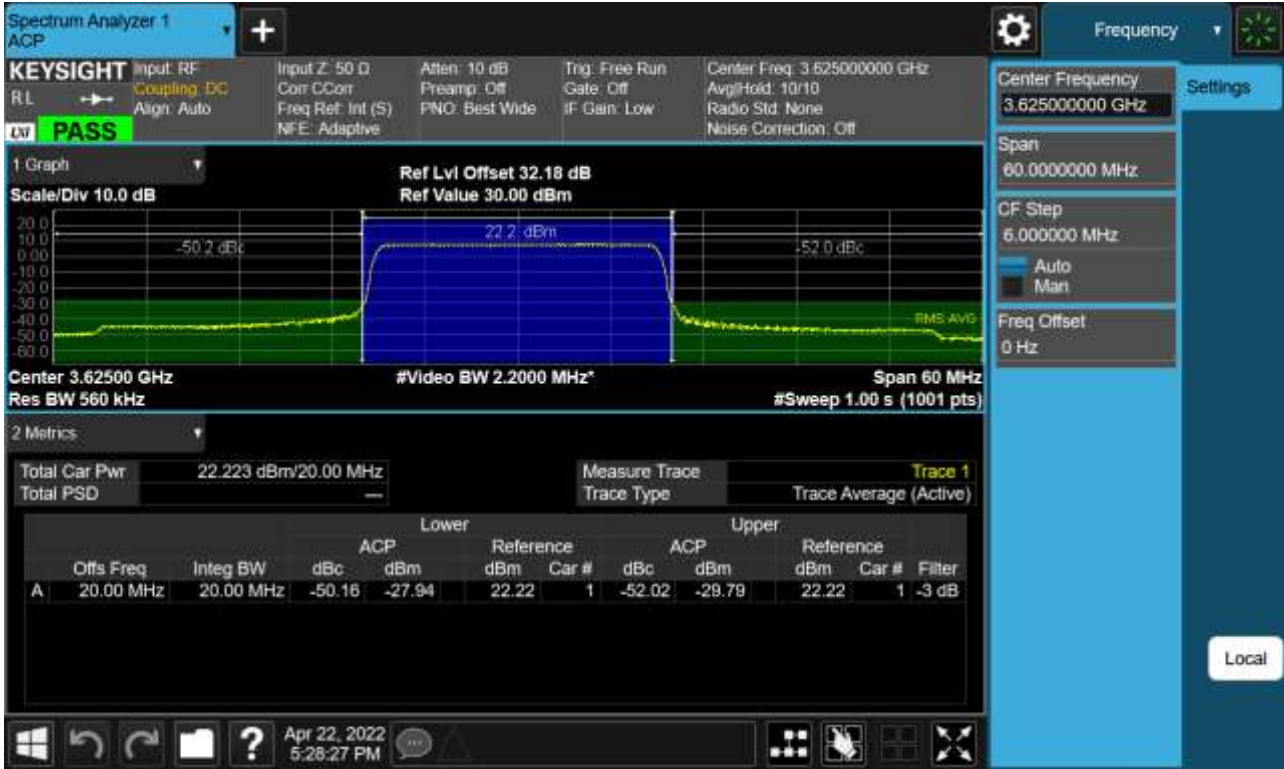 Spectrum Analyzer 1
ACP
+
Frequency
KEYSIGHT
RL
LXI
PASS
Input: RF
Coupling: DC
Align: Auto
Input Z: 50 Ω
Corr CCorr
Freq Ref: Int (S)
NFE: Adaptive
Atten: 10 dB
Preamp: Off
PNO: Best Wide
Trig: Free Run
Gate: Off
IF Gain: Low
Center Freq: 3.625000000 GHz
Avg|Hold: 10/10
Radio Std: None
Noise Correction: Off
Center Frequency
3.625000000 GHz
Settings
Span
60.0000000 MHz
CF Step
6.000000 MHz
Auto
Man
Freq Offset
0 Hz
1 Graph
Scale/Div 10.0 dB
Ref Lvl Offset 32.18 dB
Ref Value 30.00 dBm
20.0
10.0
0.00
-10.0
-20.0
-30.0
-40.0
-50.0
-60.0
-50.2 dBc
22.2 dBm
-52.0 dBc
RMS AVG
Center 3.62500 GHz
#Video BW 2.2000 MHz*
Span 60 MHz
Res BW 560 kHz
#Sweep 1.00 s (1001 pts)
2 Metrics
Total Car Pwr 22.223 dBm/20.00 MHz
Total PSD ---
Measure Trace Trace 1
Trace Type Trace Average (Active)
Lower Upper
ACP Reference ACP Reference
Offs Freq Integ BW dBc dBm dBm Car # dBc dBm dBm Car # Filter
A 20.00 MHz 20.00 MHz -50.16 -27.94 22.22 1 -52.02 -29.79 22.22 1 -3 dB
Local
?
Apr 22, 2022
5:28:27 PM